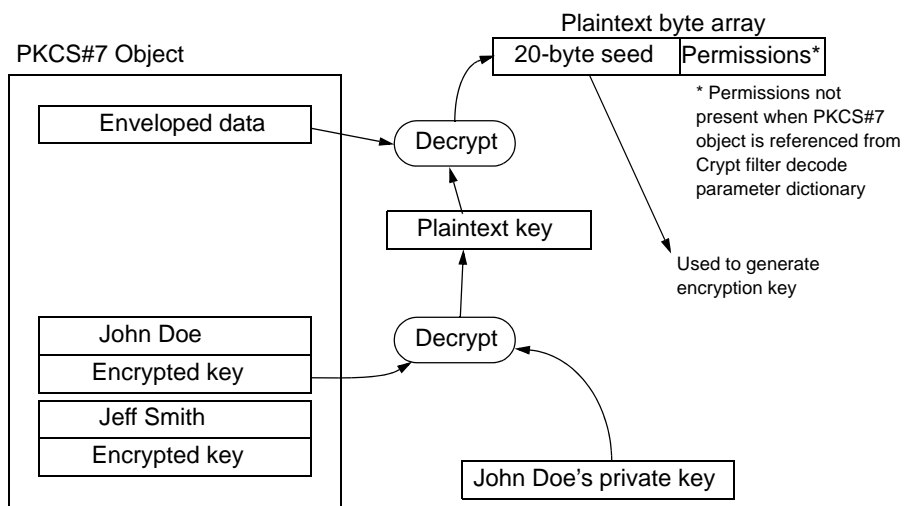 Plaintext byte array
PKCS#7 Object
20-byte seed
Permissions*
* Permissions not
present when PKCS#7
object is referenced from
Crypt filter decode
parameter dictionary
Enveloped data
Decrypt
Plaintext key
Used to generate
encryption key
John Doe
Encrypted key
Decrypt
Jeff Smith
Encrypted key
John Doe’s private key